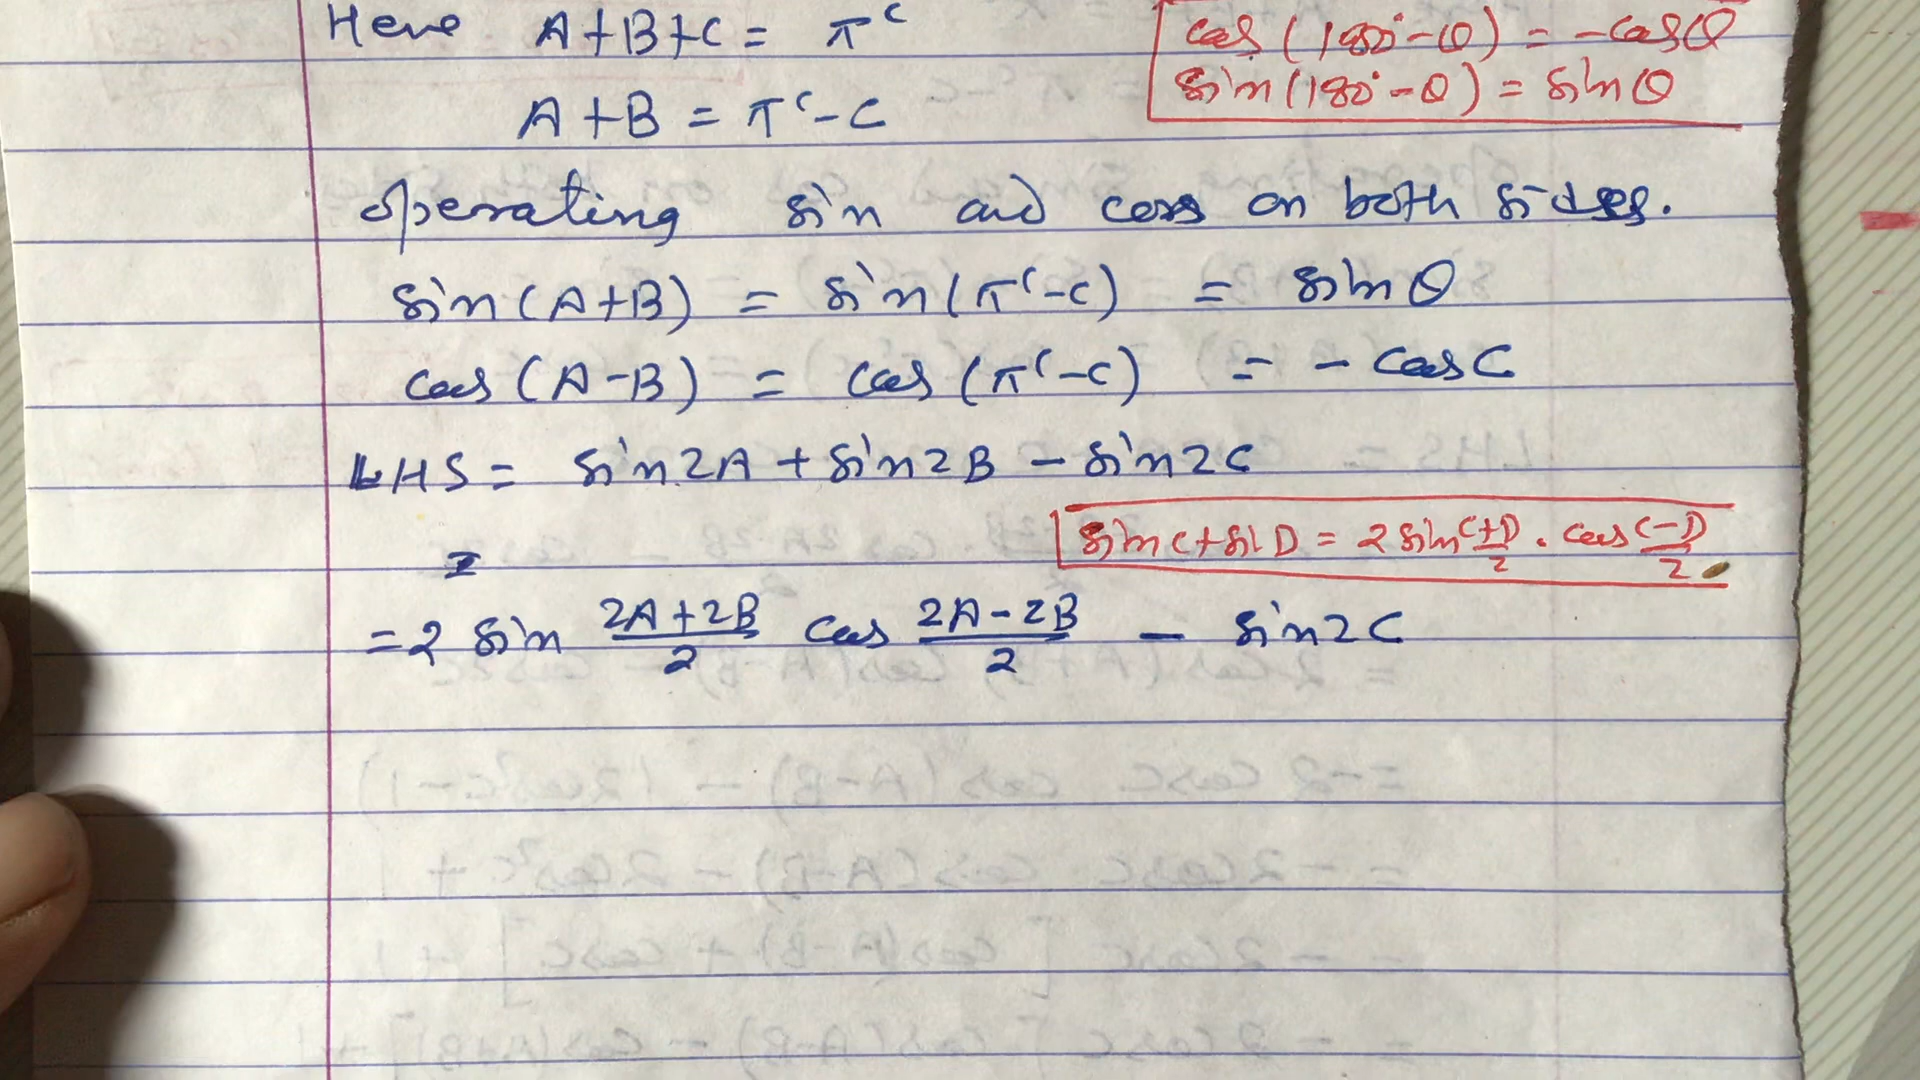 Here A+B+C = π^c
cos(180°-θ) = -cosθ
sin(180°-θ) = sinθ
A+B = π^c-C
Operating sin and cos on both sides.
sin(A+B) = sin(π^c-C) = sinθ
cos(A-B) = cos(π^c-C) = -cosC
LHS = sin2A + sin2B - sin2C
sinC+sinD = 2sin(C+D)/2 . cos(C-D)/2
=
=2 sin (2A+2B)/2 cos (2A-2B)/2 - sin2C